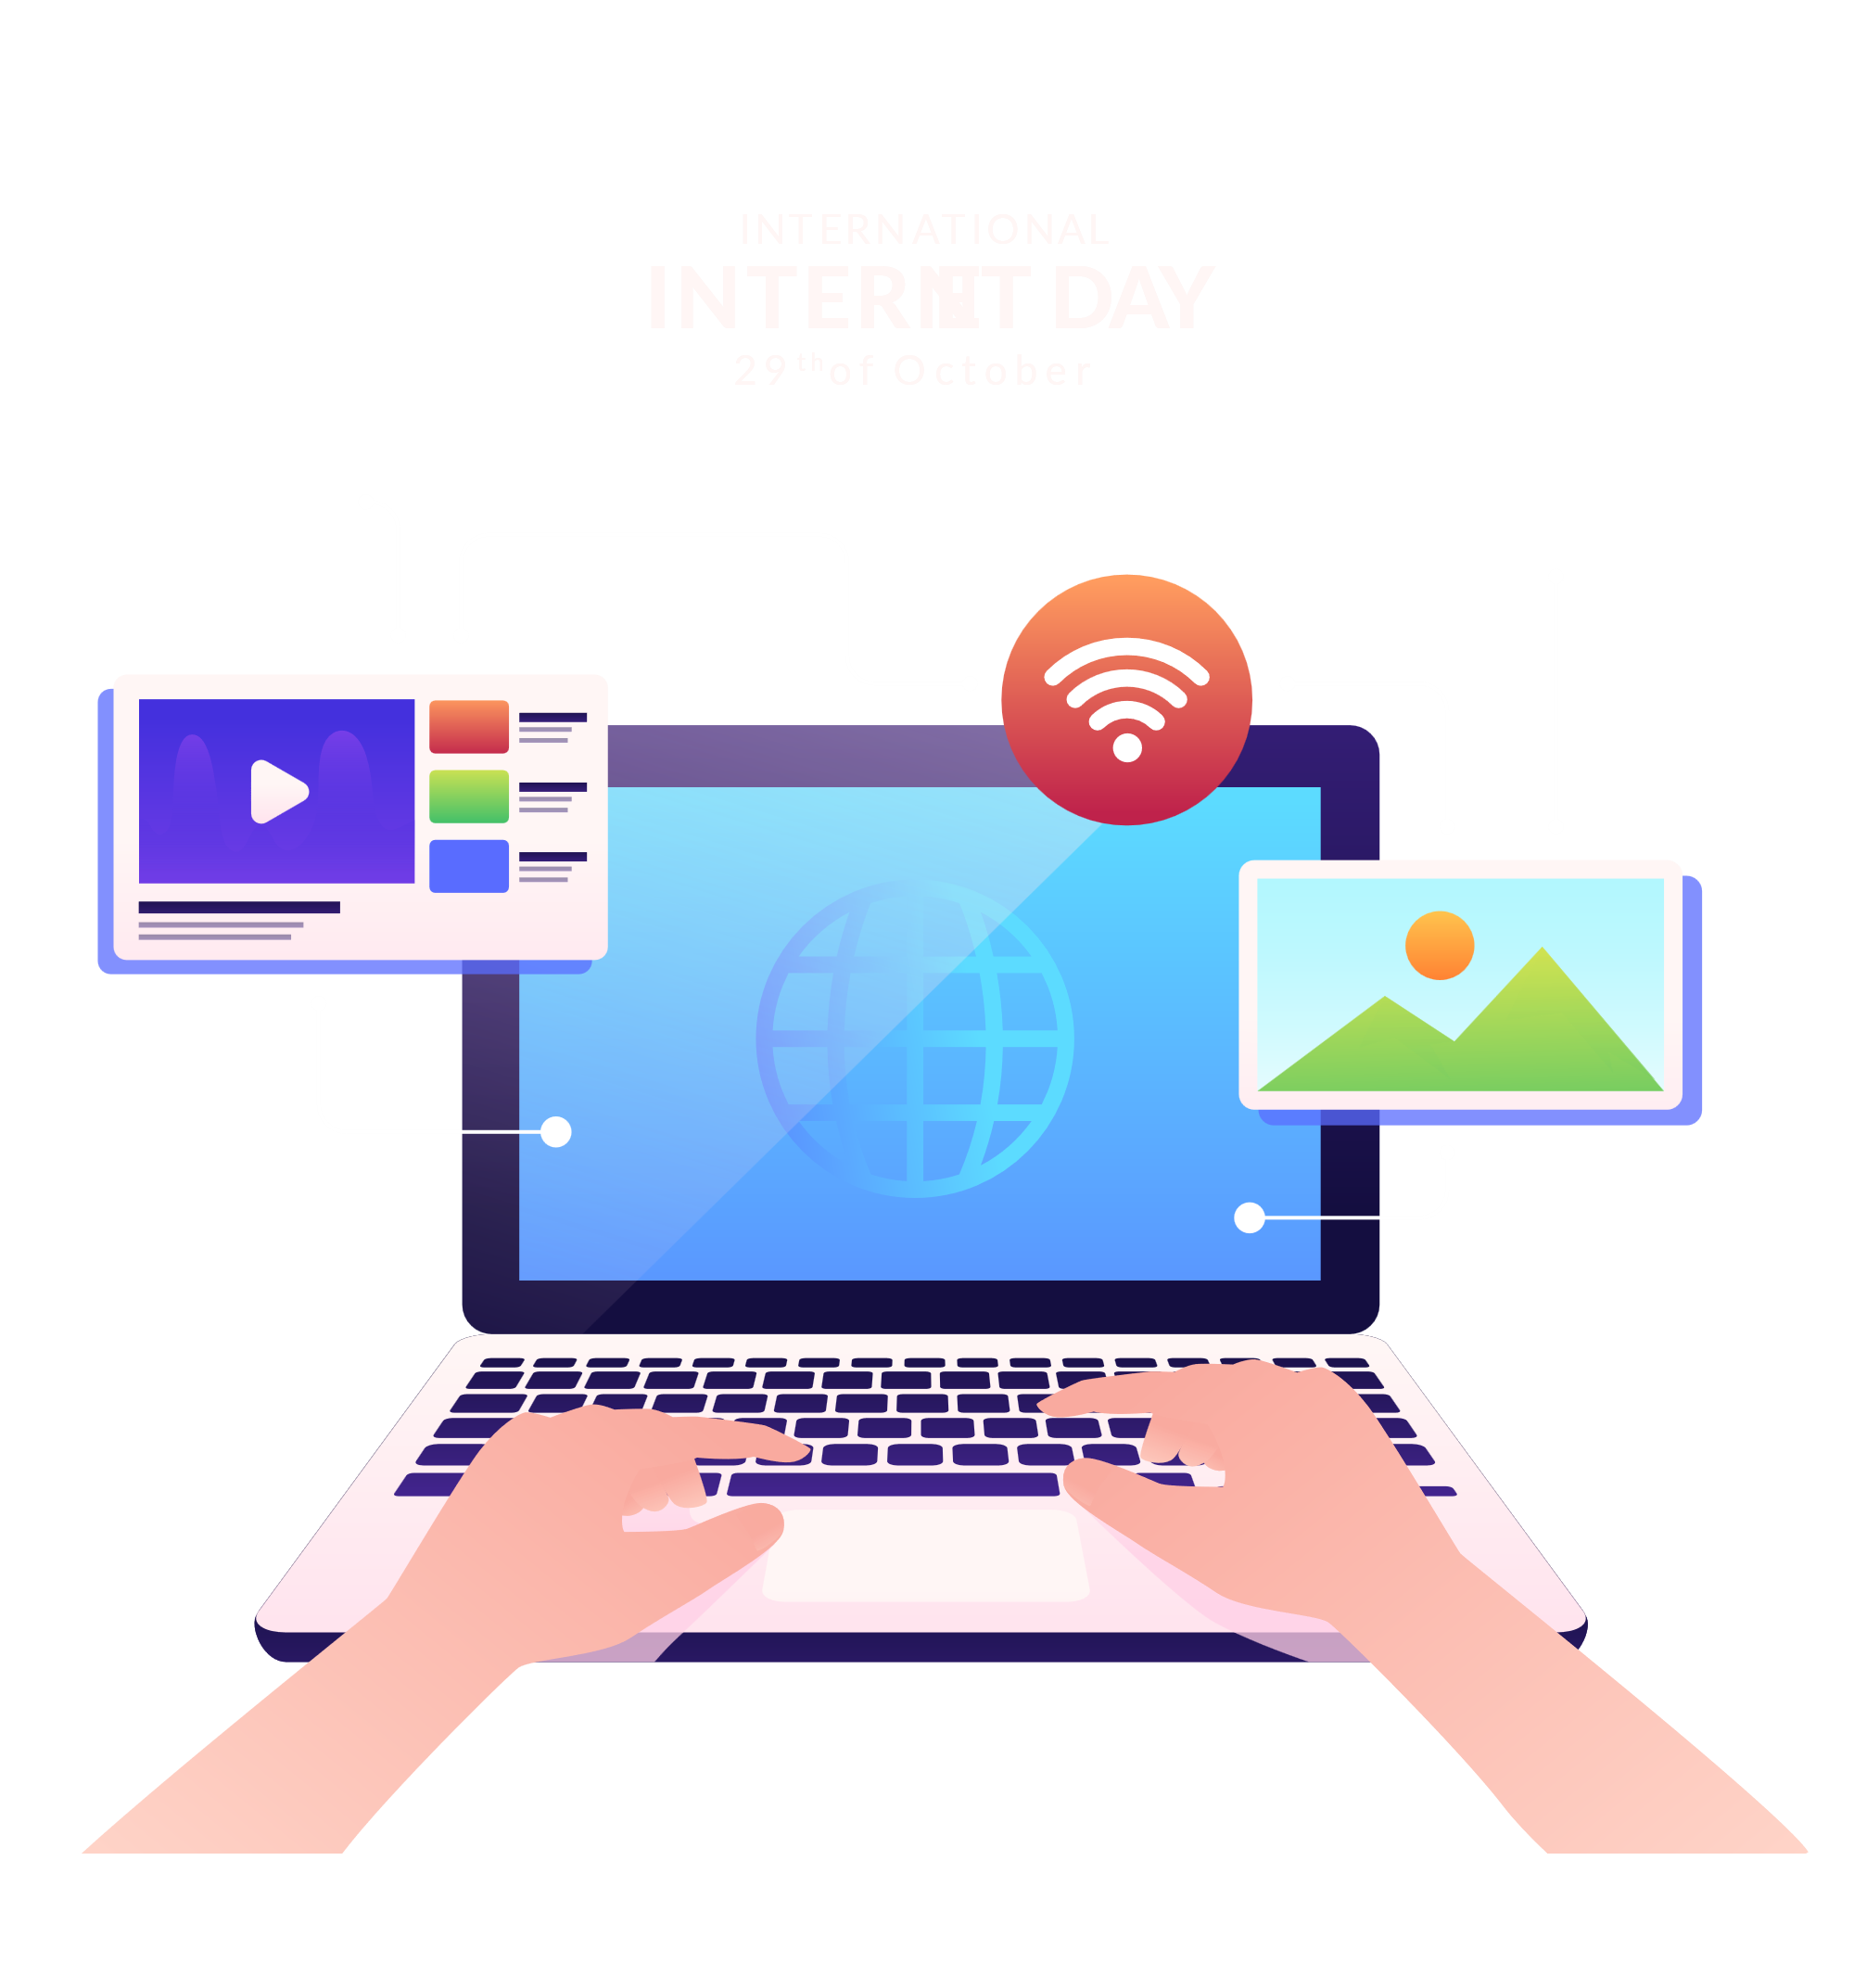 INTERNATIONAL
INTERNET DAY
29th of October